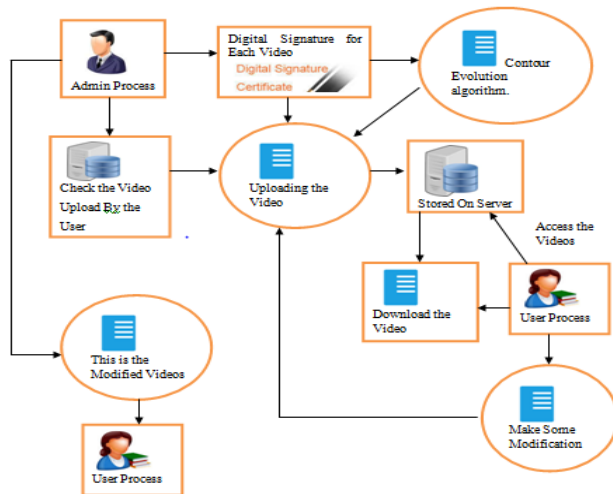 Digital Signature for
Each Video
Digital Signature
Certificate
Contour
Evolution
algorithm.
Admin Process
Check the Video
Upload By the
User
Uploading the
Video
Stored On Server
Access the
Videos
Download the
Video
User Process
This is the
Modified Videos
Make Some
Modification
User Process